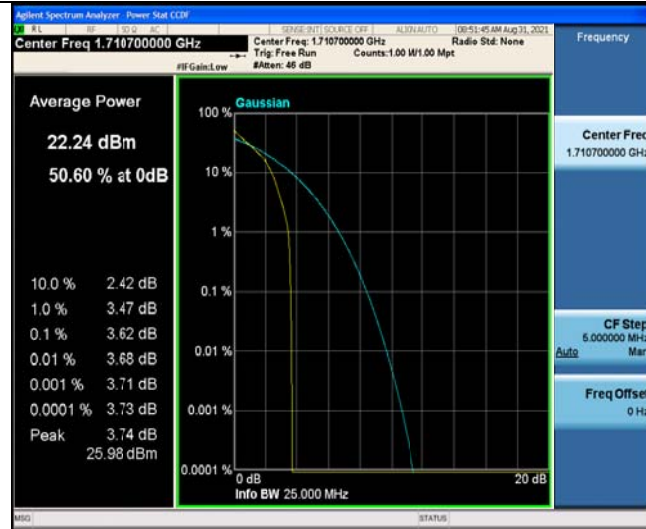 Agilent Spectrum Analyzer - Power Stat CCDF
RL RF 50 Ω AC SENSE:INT SOURCE OFF ALIGN AUTO 08:51:45 AM Aug 31, 2021
Center Freq 1.710700000 GHz
Center Freq: 1.710700000 GHz Radio Std: None
Trig: Free Run Counts:1.00 M/1.00 Mpt
#IFGain:Low #Atten: 46 dB
Frequency
Average Power
22.24 dBm
50.60 % at 0dB
10.0 % 2.42 dB
1.0 % 3.47 dB
0.1 % 3.62 dB
0.01 % 3.68 dB
0.001 % 3.71 dB
0.0001 % 3.73 dB
Peak 3.74 dB
25.98 dBm
Gaussian
100 %
10 %
1 %
0.1 %
0.01 %
0.001 %
0.0001 %
0 dB 20 dB
Info BW 25.000 MHz
Center Freq
1.710700000 GHz
CF Step
5.000000 MHz
Auto Man
Freq Offset
0 Hz
MSG STATUS